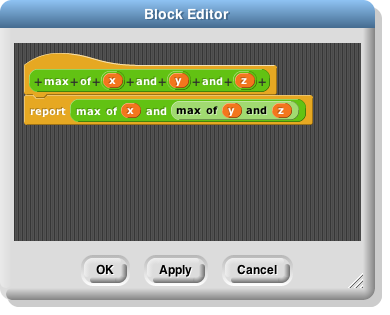 Block Editor
+ max + of + x + and + y + and + z +
report max of x and max of y and z
OK Apply Cancel